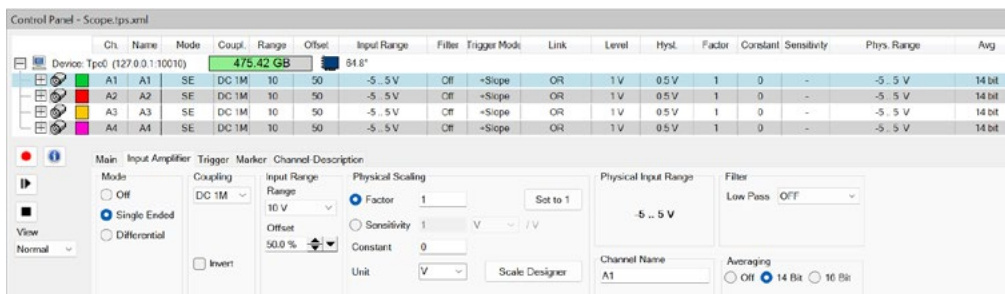 Control Panel - Scope.tps.xml
Ch. Name Mode Coupl. Range Offset Input Range Filter Trigger Mode Link Level Hyst. Factor Constant Sensitivity Phys. Range Avg
Device: Tpc0 (127.0.0.1:10010) 475.42 GB 64.8°
A1 A1 SE DC 1M 10 50 -5 .. 5 V Off +Slope OR 1 V 0.5 V 1 0 - -5 .. 5 V 14 bit
A2 A2 SE DC 1M 10 50 -5 .. 5 V Off +Slope OR 1 V 0.5 V 1 0 - -5 .. 5 V 14 bit
A3 A3 SE DC 1M 10 50 -5 .. 5 V Off +Slope OR 1 V 0.5 V 1 0 - -5 .. 5 V 14 bit
A4 A4 SE DC 1M 10 50 -5 .. 5 V Off +Slope OR 1 V 0.5 V 1 0 - -5 .. 5 V 14 bit
Main Input Amplifier Trigger Marker Channel-Description
Mode Coupling Input Range Physical Scaling Physical Input Range Filter
Off DC 1M Range Factor 1 Set to 1 Low Pass OFF
Single Ended 10 V -5 .. 5 V
View Differential Offset Sensitivity 1 V / V
Normal 50.0 % Constant 0 Channel Name Averaging
Invert Unit V Scale Designer A1 Off 14 Bit 16 Bit